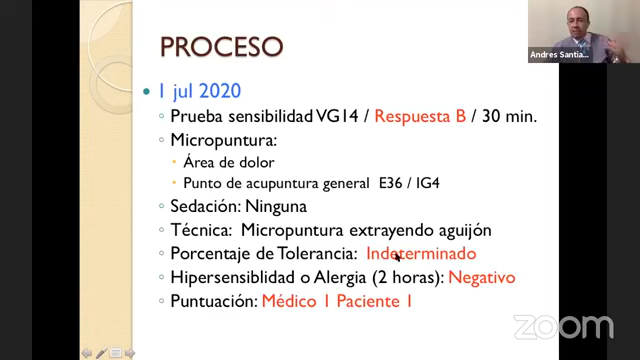 PROCESO
1 jul 2020
Prueba sensibilidad VG14 / Respuesta B / 30 min.
Micropuntura:
Área de dolor
Punto de acupuntura general E36 / IG4
Sedación: Ninguna
Técnica: Micropuntura extrayendo aguijón
Porcentaje de Tolerancia: Indeterminado
Hipersensiblidad o Alergia (2 horas): Negativo
Puntuación: Médico 1 Paciente 1
Andres Santia...
zoom